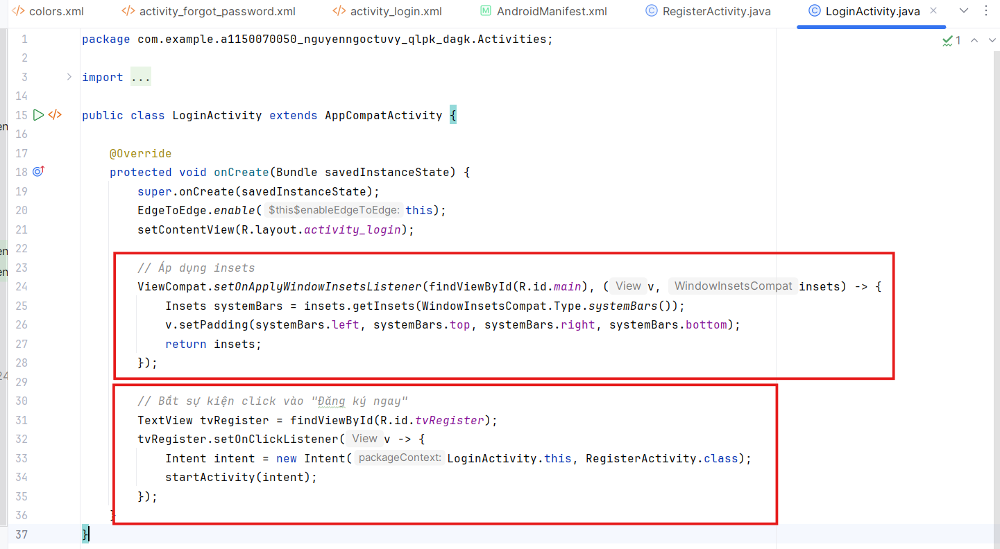 colors.xml activity_forgot_password.xml activity_login.xml AndroidManifest.xml RegisterActivity.java LoginActivity.java
1 package com.example.a1150070050_nguyenngoctuvy_qlpk_dagk.Activities; 1
2
3 import ...
14
15 public class LoginActivity extends AppCompatActivity {
16
17 @Override
18 protected void onCreate(Bundle savedInstanceState) {
19 super.onCreate(savedInstanceState);
20 EdgeToEdge.enable( $this$enableEdgeToEdge: this);
21 setContentView(R.layout.activity_login);
22
23 // Áp dụng insets
24 ViewCompat.setOnApplyWindowInsetsListener(findViewById(R.id.main), ( View v, WindowInsetsCompat insets) -> {
25 Insets systemBars = insets.getInsets(WindowInsetsCompat.Type.systemBars());
26 v.setPadding(systemBars.left, systemBars.top, systemBars.right, systemBars.bottom);
27 return insets;
28 });
29
30 // Bắt sự kiện click vào "Đăng ký ngay"
31 TextView tvRegister = findViewById(R.id.tvRegister);
32 tvRegister.setOnClickListener( View v -> {
33 Intent intent = new Intent( packageContext: LoginActivity.this, RegisterActivity.class);
34 startActivity(intent);
35 });
36 }
37 }